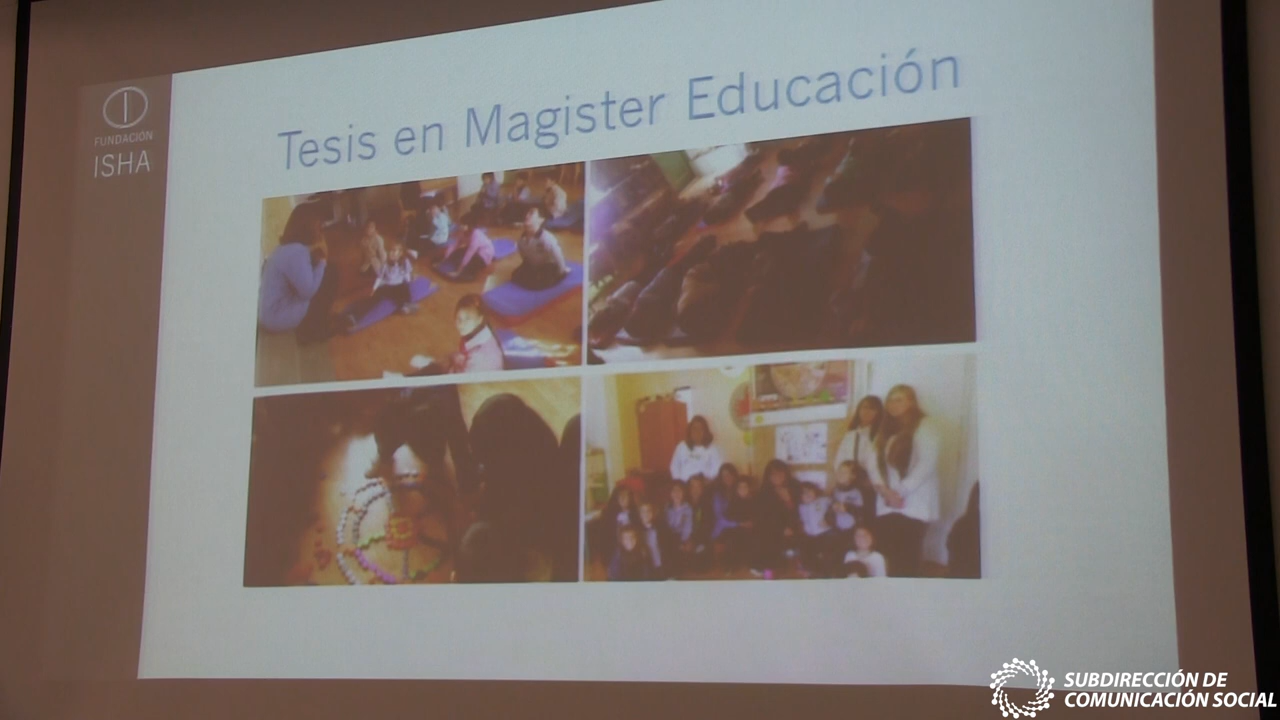 FUNDACIÓN
ISHA
Tesis en Magister Educación
SUBDIRECCIÓN DE
COMUNICACIÓN SOCIAL